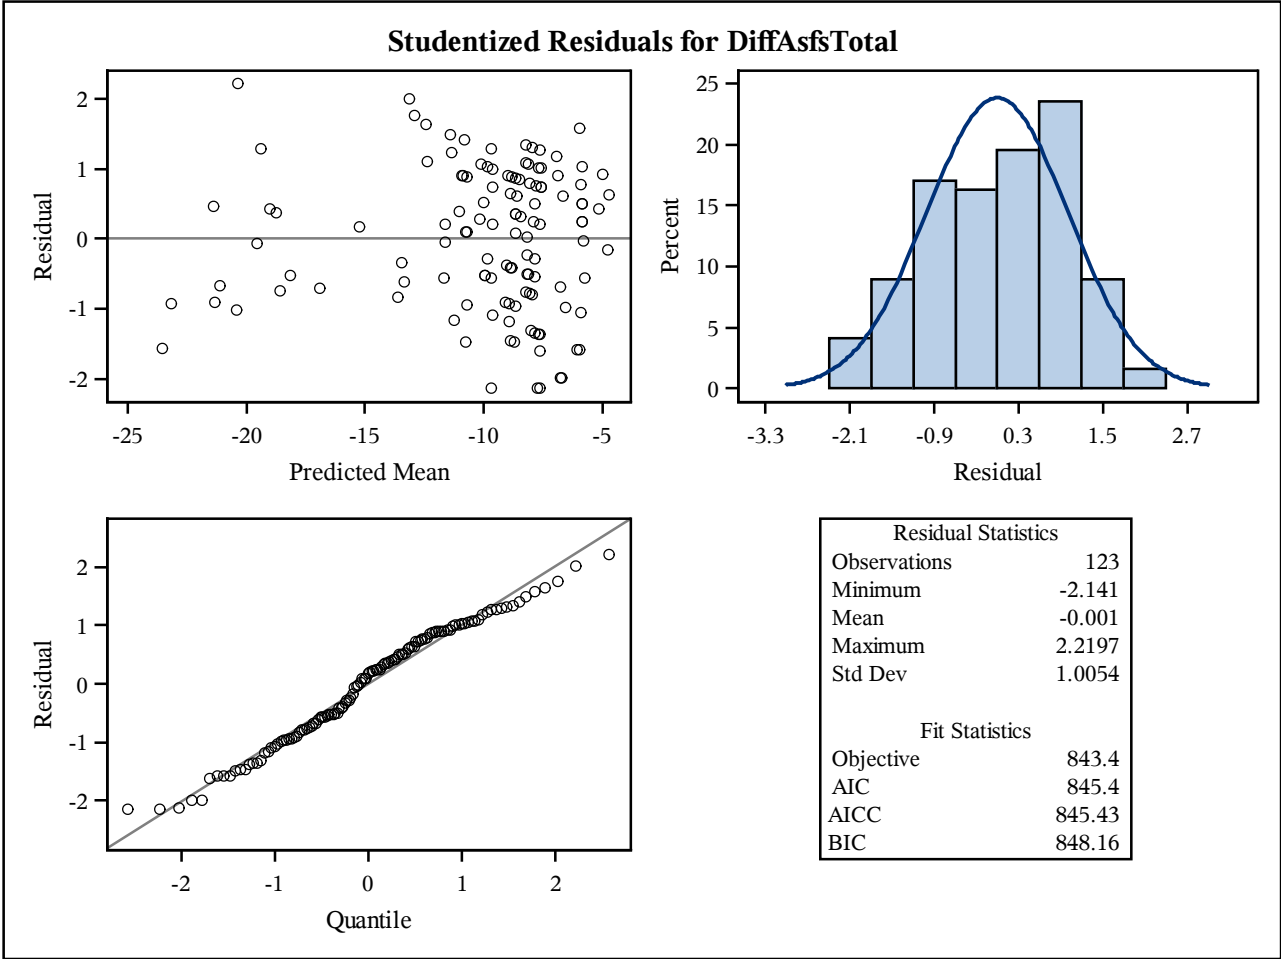 Studentized Residuals for DiffAsfsTotal
2
1
0
-1
-2
Residual
-25 -20 -15 -10 -5
Predicted Mean
25
20
15
10
5
0
Percent
-3.3 -2.1 -0.9 0.3 1.5 2.7
Residual
2
1
0
-1
-2
Residual
-2 -1 0 1 2
Quantile
Residual Statistics
Observations 123
Minimum -2.141
Mean -0.001
Maximum 2.2197
Std Dev 1.0054
Fit Statistics
Objective 843.4
AIC 845.4
AICC 845.43
BIC 848.16